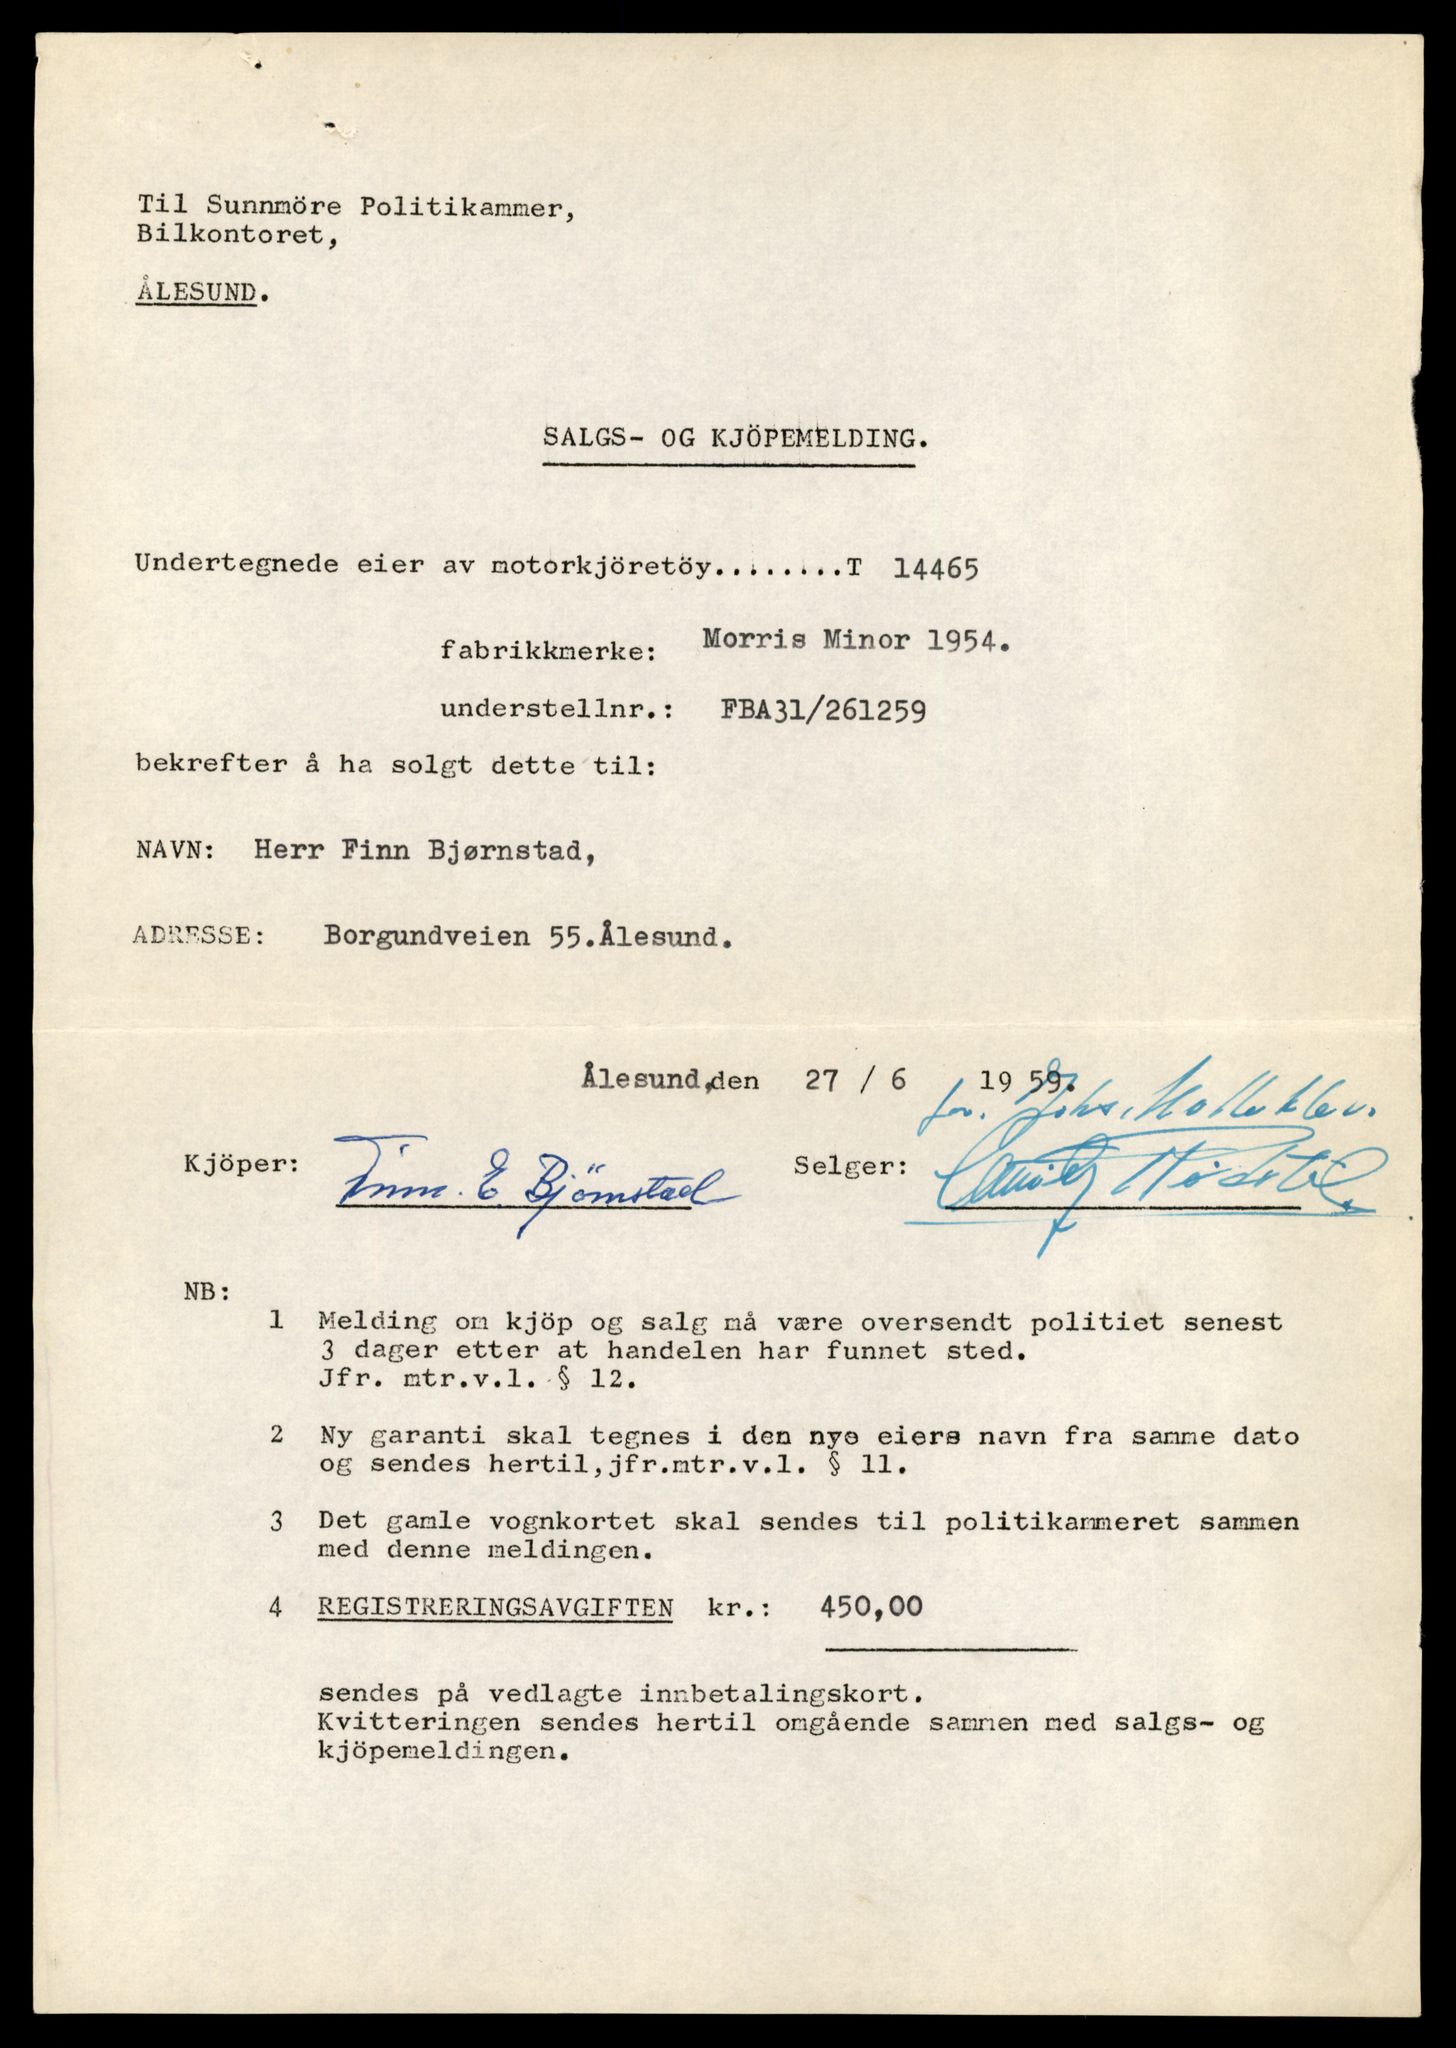 Til Sunnmöre Politikammer,
Bilkontoret,
ÅLESUND.
SALGS- OG KJÖPEMELDING.
Undertegnede eier av motorkjöretöy........T 14465
fabrikkmerke: Morris Minor 1954.
understellnr.: FBA31/261259
bekrefter å ha solgt dette til:
NAVN: Herr Finn Bjørnstad,
ADRESSE: Borgundveien 55.Ålesund.
Ålesund,den 27 / 6 1959.
for. Johs.
Kjöper: Finn. E. Björnstad Selger:
NB:
1 Melding om kjöp og salg må være oversendt politiet senest
3 dager etter at handelen har funnet sted.
Jfr. mtr.v.l. § 12.
2 Ny garanti skal tegnes i den nye eiers navn fra samme dato
og sendes hertil,jfr.mtr.v.l. § 11.
3 Det gamle vognkortet skal sendes til politikammeret sammen
med denne meldingen.
4 REGISTRERINGSAVGIFTEN kr.: 450,00
sendes på vedlagte innbetalingskort.
Kvitteringen sendes hertil omgående sammen med salgs- og
kjöpemeldingen.